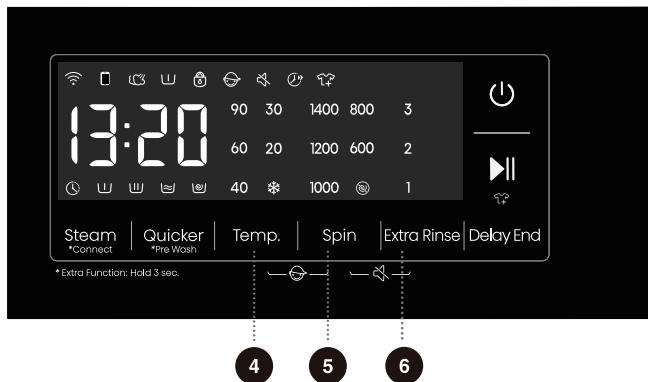 13:20
90 30 1400 800 3
60 20 1200 600 2
40 1000 1
Steam Quicker Temp. Spin Extra Rinse Delay End
*Connect *Pre Wash
* Extra Function: Hold 3 sec.
4 5 6